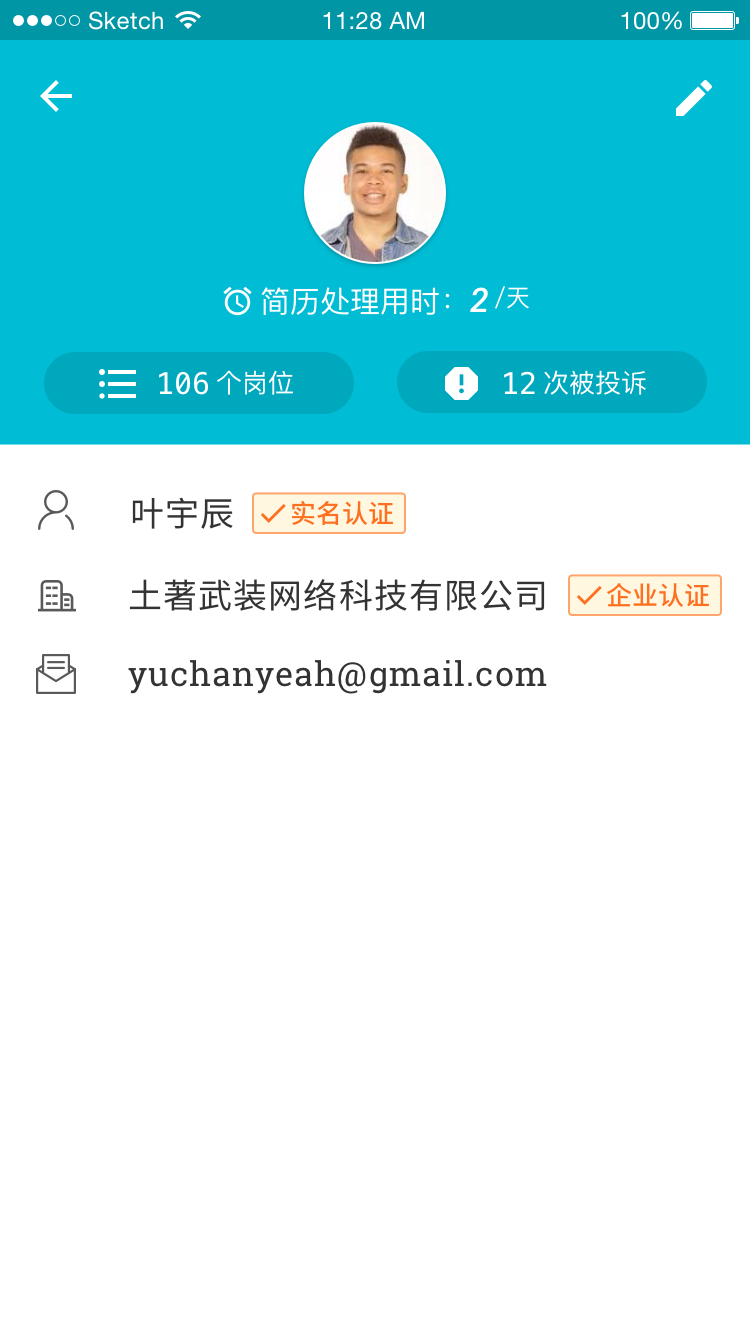 Sketch 11:28 AM 100%
简历处理用时： 2 /天
106 个岗位 12 次被投诉
叶宇辰 实名认证
土著武装网络科技有限公司 企业认证
yuchanyeah@gmail.com